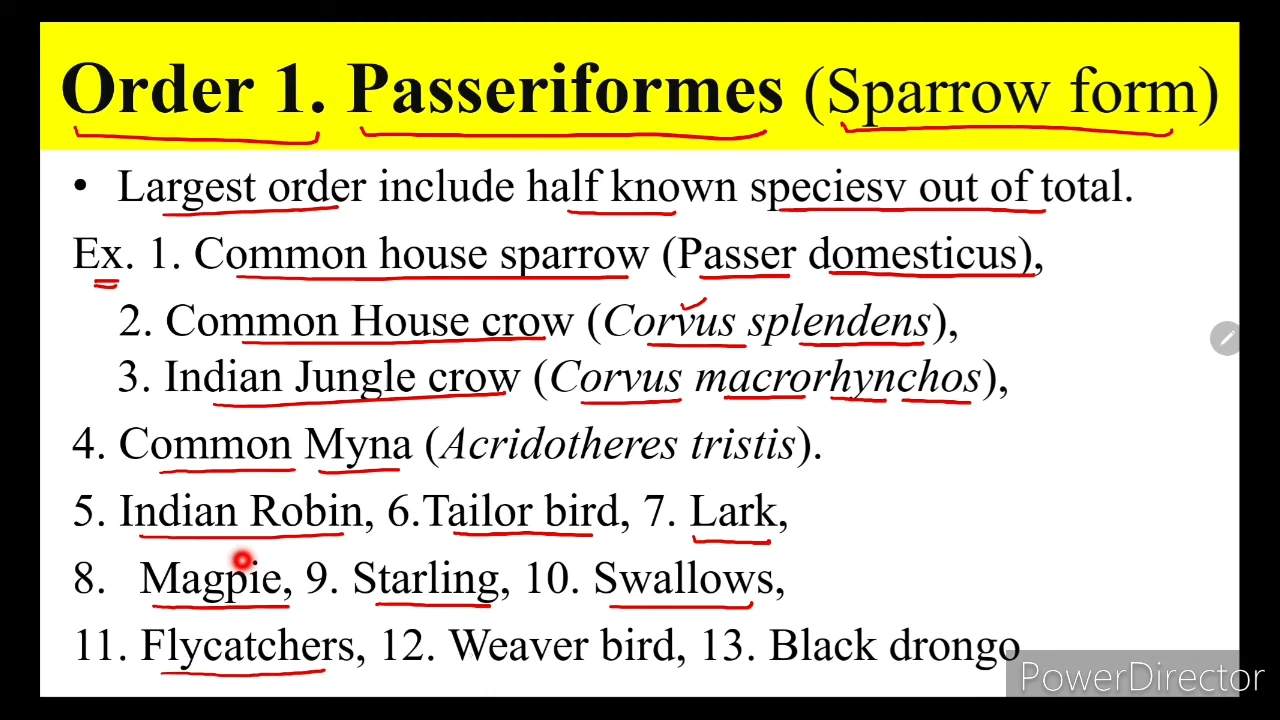 Order 1. Passeriformes (Sparrow form)
• Largest order include half known speciesv out of total.
Ex. 1. Common house sparrow (Passer domesticus),
2. Common House crow (Corvus splendens),
3. Indian Jungle crow (Corvus macrorhynchos),
4. Common Myna (Acridotheres tristis).
5. Indian Robin, 6.Tailor bird, 7. Lark,
8. Magpie, 9. Starling, 10. Swallows,
11. Flycatchers, 12. Weaver bird, 13. Black drongo
PowerDirector